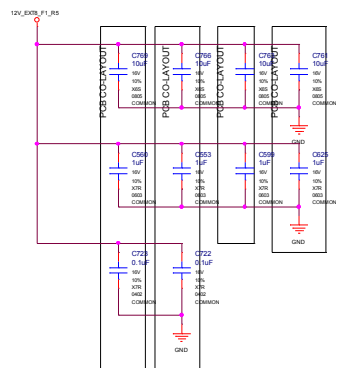 12V_EXT8_F1_R5
PCB CO-LAYOUT
PCB CO-LAYOUT
PCB CO-LAYOUT
PCB CO-LAYOUT
C769
10uF
16V
10%
X6S
0805
COMMON
C766
10uF
16V
10%
X6S
0805
COMMON
10uF
16V
10%
X6S
0805
COMMON
C761
10uF
16V
10%
X6S
0805
COMMON
GND
C560
1uF
16V
10%
X7R
0603
COMMON
C553
1uF
16V
10%
X7R
0603
COMMON
C599
1uF
16V
10%
X7R
0603
COMMON
C625
1uF
16V
10%
X7R
0603
COMMON
GND
C723
0.1uF
16V
10%
X7R
0402
COMMON
C722
0.1uF
16V
10%
X7R
0402
COMMON
GND